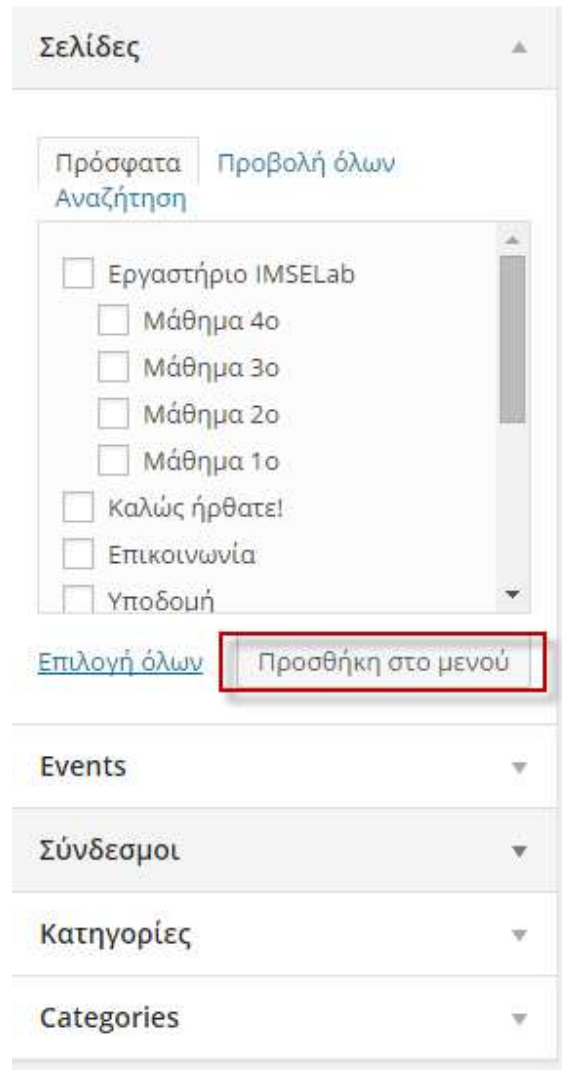 Σελίδες
Πρόσφατα Προβολή όλων
Αναζήτηση
Εργαστήριο IMSELab
Μάθημα 4ο
Μάθημα 3ο
Μάθημα 2ο
Μάθημα 1ο
Καλώς ήρθατε!
Επικοινωνία
Υποδομή
Επιλογή όλων Προσθήκη στο μενού
Events
Σύνδεσμοι
Κατηγορίες
Categories